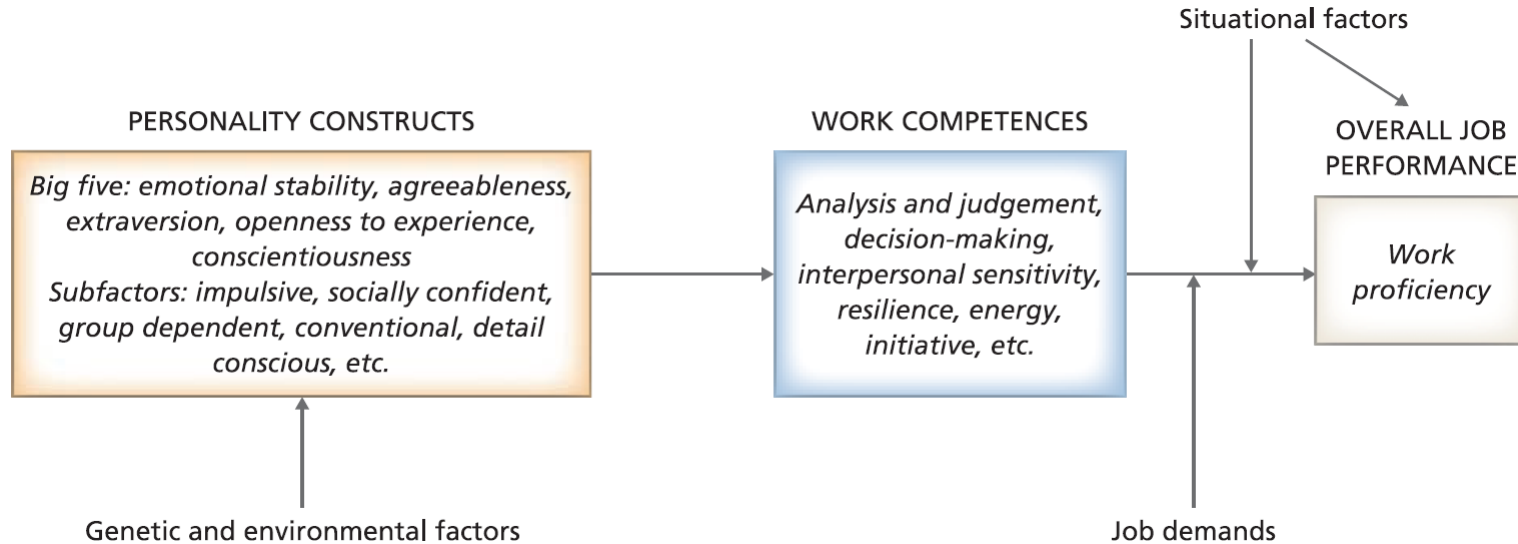 Situational factors
PERSONALITY CONSTRUCTS
Big five: emotional stability, agreeableness,
extraversion, openness to experience,
conscientiousness
Subfactors: impulsive, socially confident,
group dependent, conventional, detail
conscious, etc.
WORK COMPETENCES
Analysis and judgement,
decision-making,
interpersonal sensitivity,
resilience, energy,
initiative, etc.
OVERALL JOB
PERFORMANCE
Work
proficiency
Genetic and environmental factors
Job demands